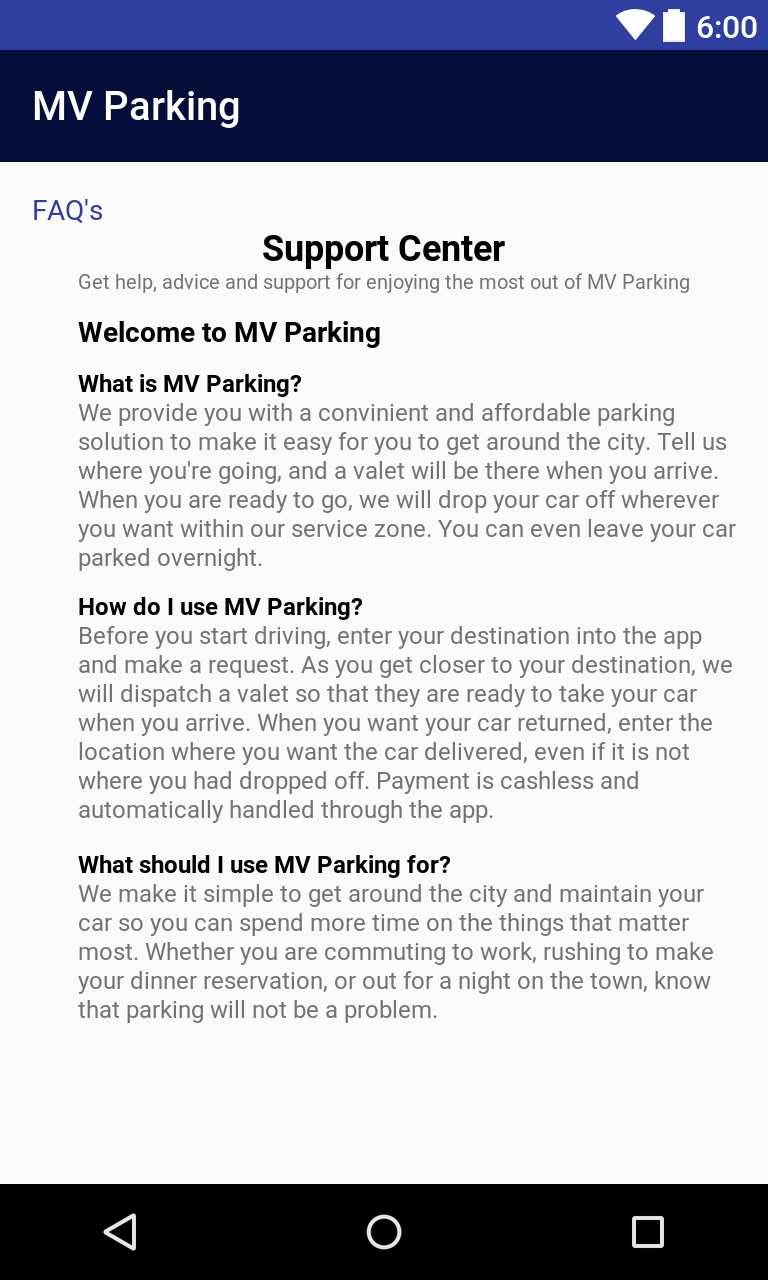 6:00
MV Parking
FAQ's
Support Center
Get help, advice and support for enjoying the most out of MV Parking
Welcome to MV Parking
What is MV Parking?
We provide you with a convinient and affordable parking
solution to make it easy for you to get around the city. Tell us
where you're going, and a valet will be there when you arrive.
When you are ready to go, we will drop your car off wherever
you want within our service zone. You can even leave your car
parked overnight.
How do I use MV Parking?
Before you start driving, enter your destination into the app
and make a request. As you get closer to your destination, we
will dispatch a valet so that they are ready to take your car
when you arrive. When you want your car returned, enter the
location where you want the car delivered, even if it is not
where you had dropped off. Payment is cashless and
automatically handled through the app.
What should I use MV Parking for?
We make it simple to get around the city and maintain your
car so you can spend more time on the things that matter
most. Whether you are commuting to work, rushing to make
your dinner reservation, or out for a night on the town, know
that parking will not be a problem.